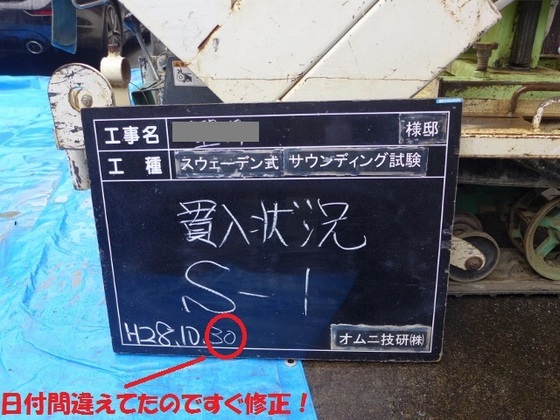 工事名 様邸
工種 スウェーデン式 サウンディング試験
貫入状況
S-1
H28.10.30
オムニ技研㈱
日付間違えてたのですぐ修正!